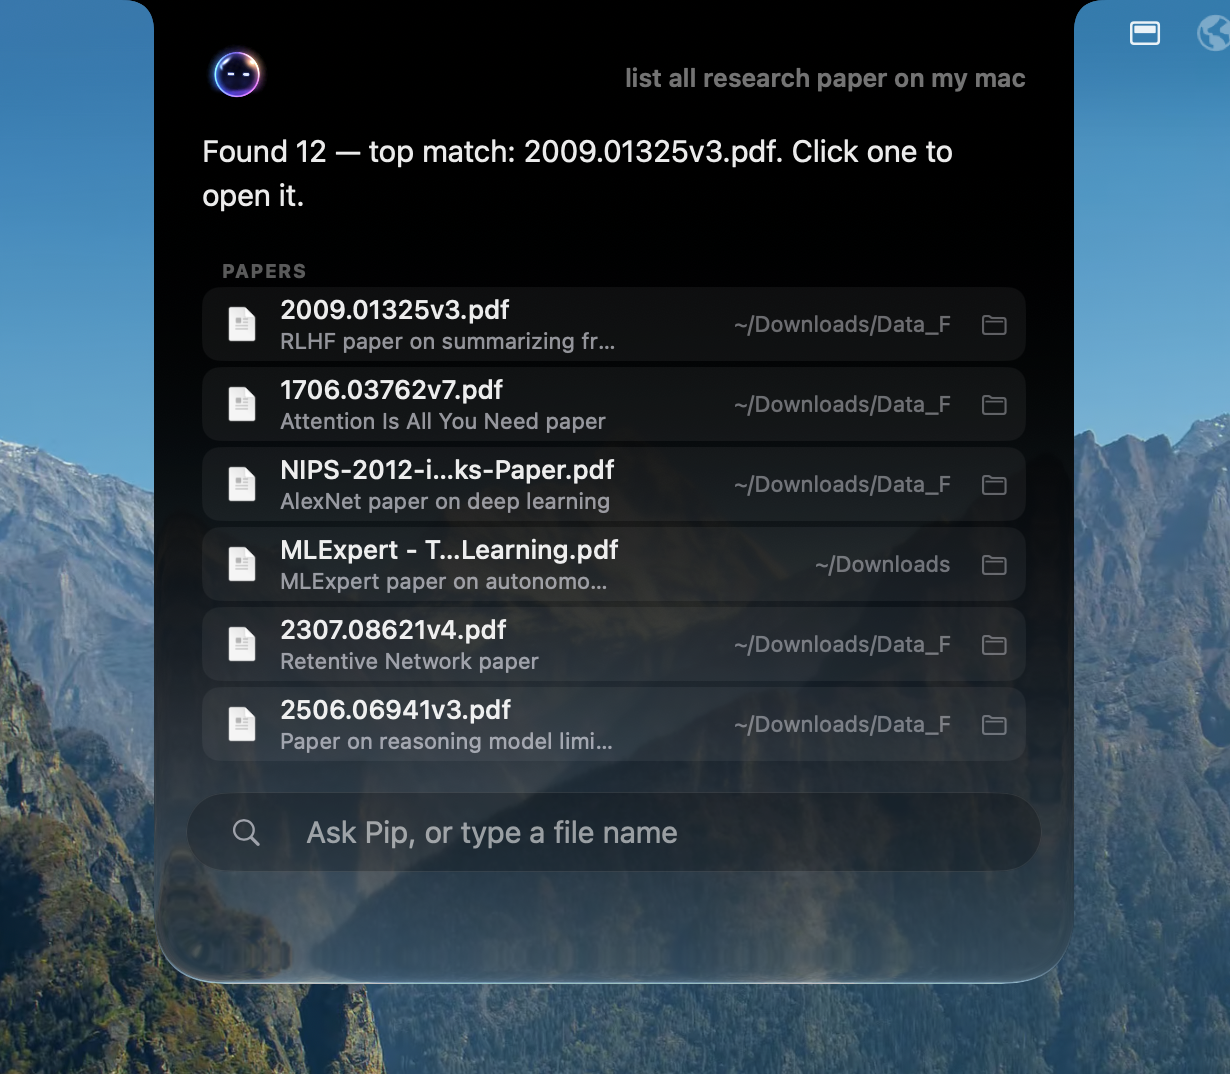 list all research paper on my mac
Found 12 — top match: 2009.01325v3.pdf. Click one to
open it.
PAPERS
2009.01325v3.pdf
RLHF paper on summarizing fr...
~/Downloads/Data_F
1706.03762v7.pdf
Attention Is All You Need paper
~/Downloads/Data_F
NIPS-2012-i...ks-Paper.pdf
AlexNet paper on deep learning
~/Downloads/Data_F
MLExpert - T...Learning.pdf
MLExpert paper on autonomo...
~/Downloads
2307.08621v4.pdf
Retentive Network paper
~/Downloads/Data_F
2506.06941v3.pdf
Paper on reasoning model limi...
~/Downloads/Data_F
Ask Pip, or type a file name